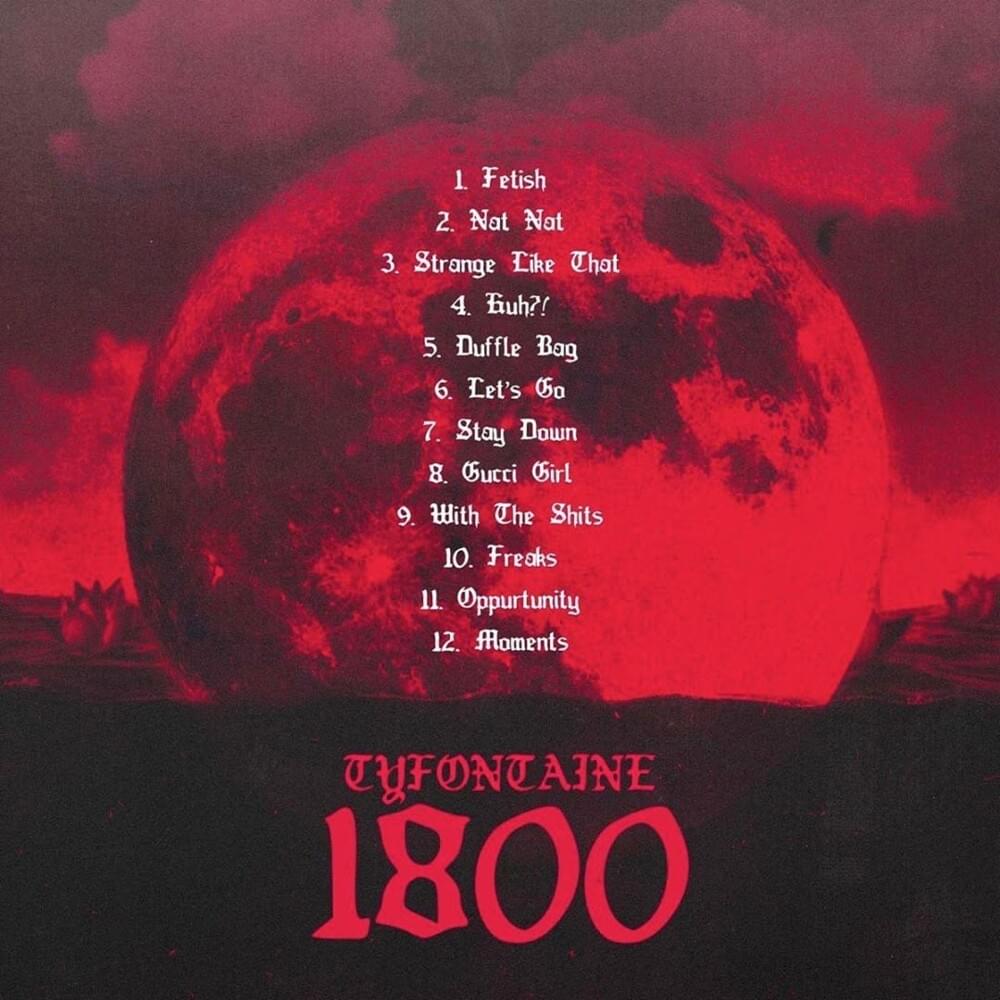 1. Fetish
2. Nat Nat
3. Strange Like That
4. Huh?!
5. Duffle Bag
6. Let's Go
7. Stay Down
8. Gucci Girl
9. With The Shits
10. Freaks
11. Oppurtunity
12. Moments
TYFONTAINE
1800